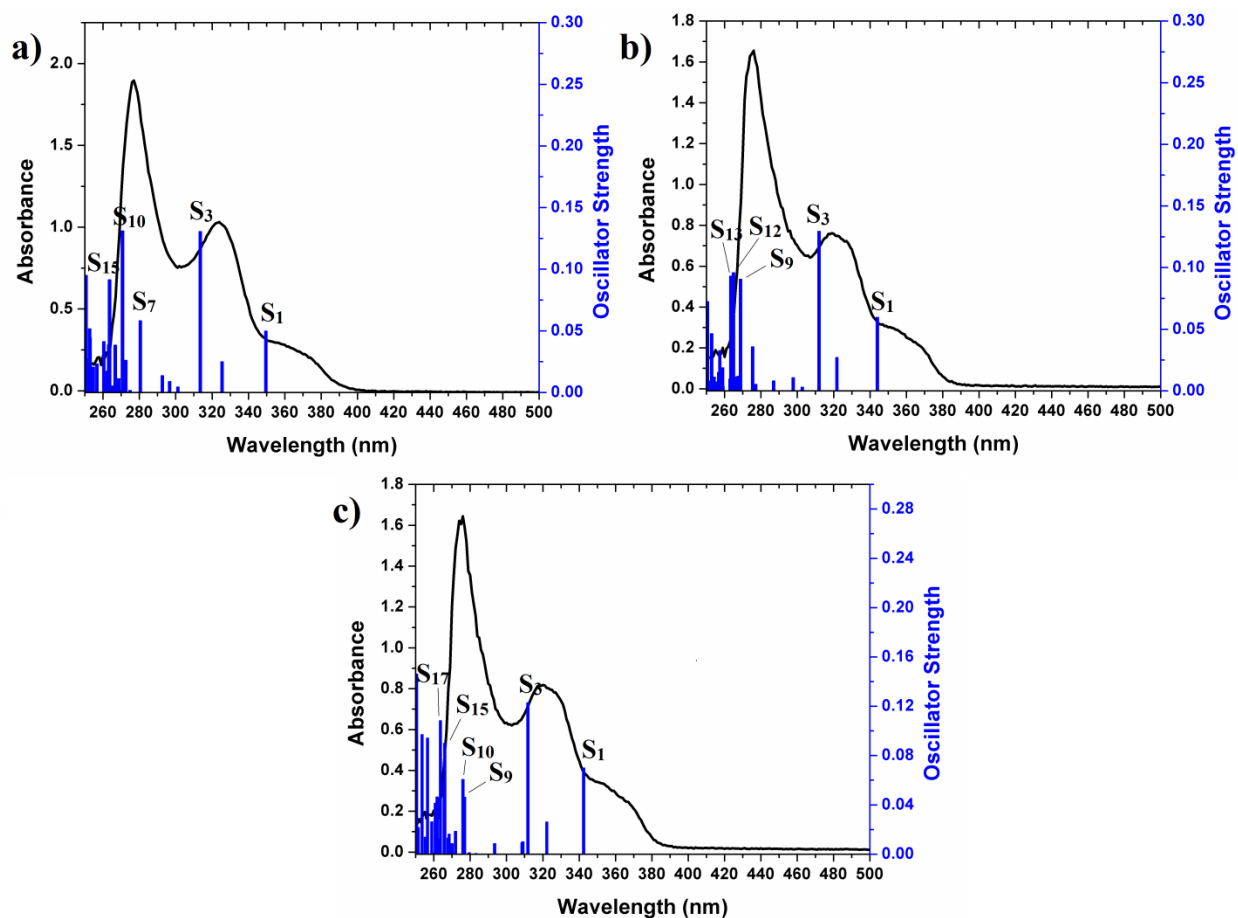 a)
Absorbance
2.0
1.5
1.0
0.5
0.0
S15
S10
S7
S3
S1
0.30
0.25
0.20
0.15
0.10
0.05
0.00
Oscillator Strength
260 280 300 320 340 360 380 400 420 440 460 480 500
Wavelength (nm)
b)
Absorbance
1.8
1.6
1.4
1.2
1.0
0.8
0.6
0.4
0.2
0.0
S13
S12
S9
S3
S1
0.30
0.25
0.20
0.15
0.10
0.05
0.00
Oscillator Strength
260 280 300 320 340 360 380 400 420 440 460 480 500
Wavelength (nm)
c)
Absorbance
1.8
1.6
1.4
1.2
1.0
0.8
0.6
0.4
0.2
0.0
S17
S15
S10
S9
S3
S1
0.28
0.24
0.20
0.16
0.12
0.08
0.04
0.00
Oscillator Strength
260 280 300 320 340 360 380 400 420 440 460 480 500
Wavelength (nm)